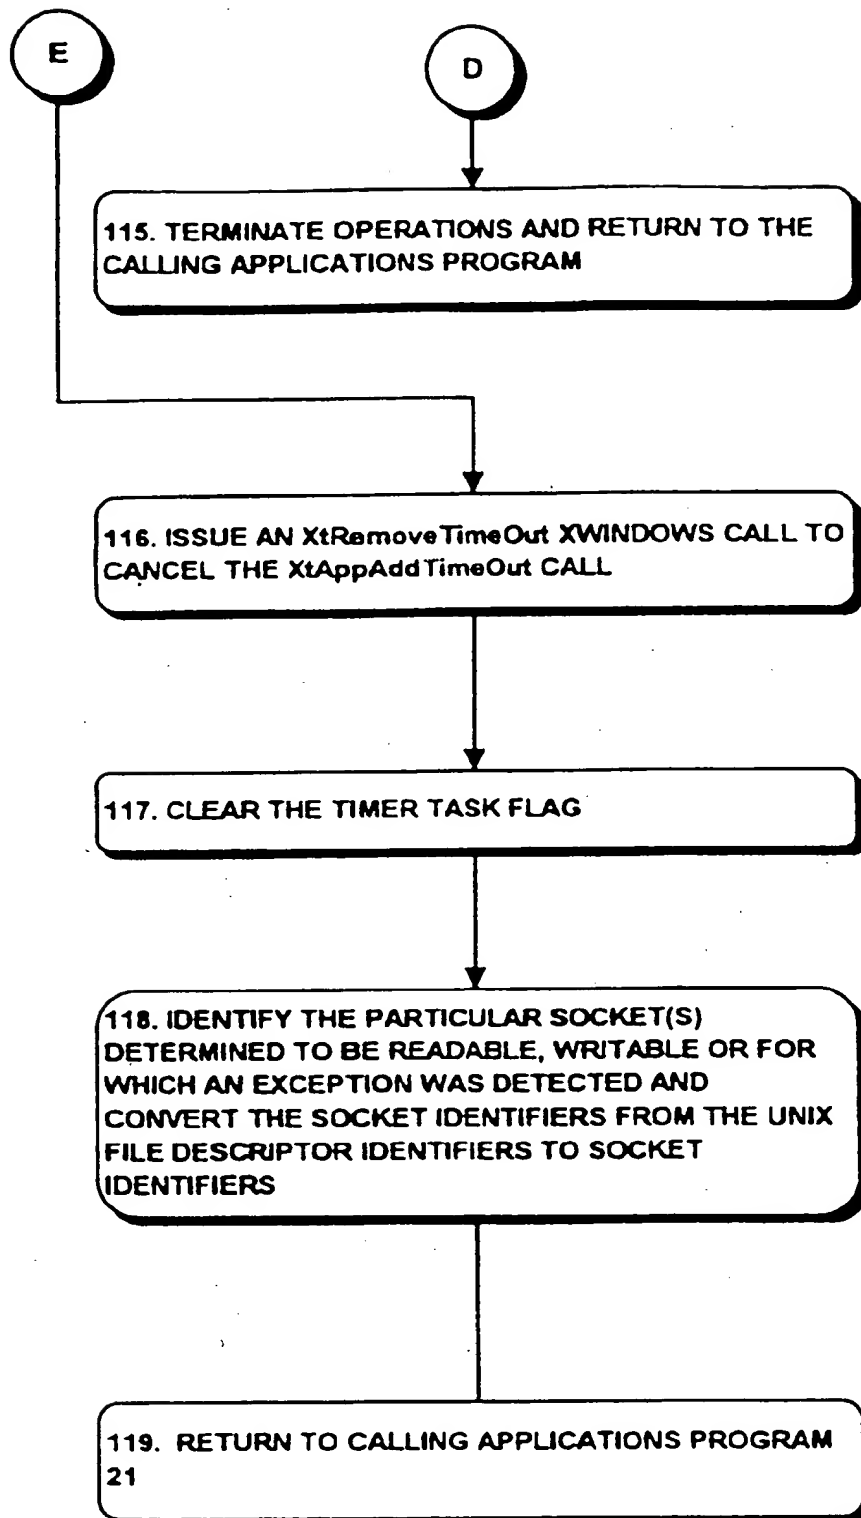 E
D
115. TERMINATE OPERATIONS AND RETURN TO THE
CALLING APPLICATIONS PROGRAM
116. ISSUE AN XtRemoveTimeOut XWINDOWS CALL TO
CANCEL THE XtAppAddTimeOut CALL
117. CLEAR THE TIMER TASK FLAG
118. IDENTIFY THE PARTICULAR SOCKET(S)
DETERMINED TO BE READABLE, WRITABLE OR FOR
WHICH AN EXCEPTION WAS DETECTED AND
CONVERT THE SOCKET IDENTIFIERS FROM THE UNIX
FILE DESCRIPTOR IDENTIFIERS TO SOCKET
IDENTIFIERS
119. RETURN TO CALLING APPLICATIONS PROGRAM
21